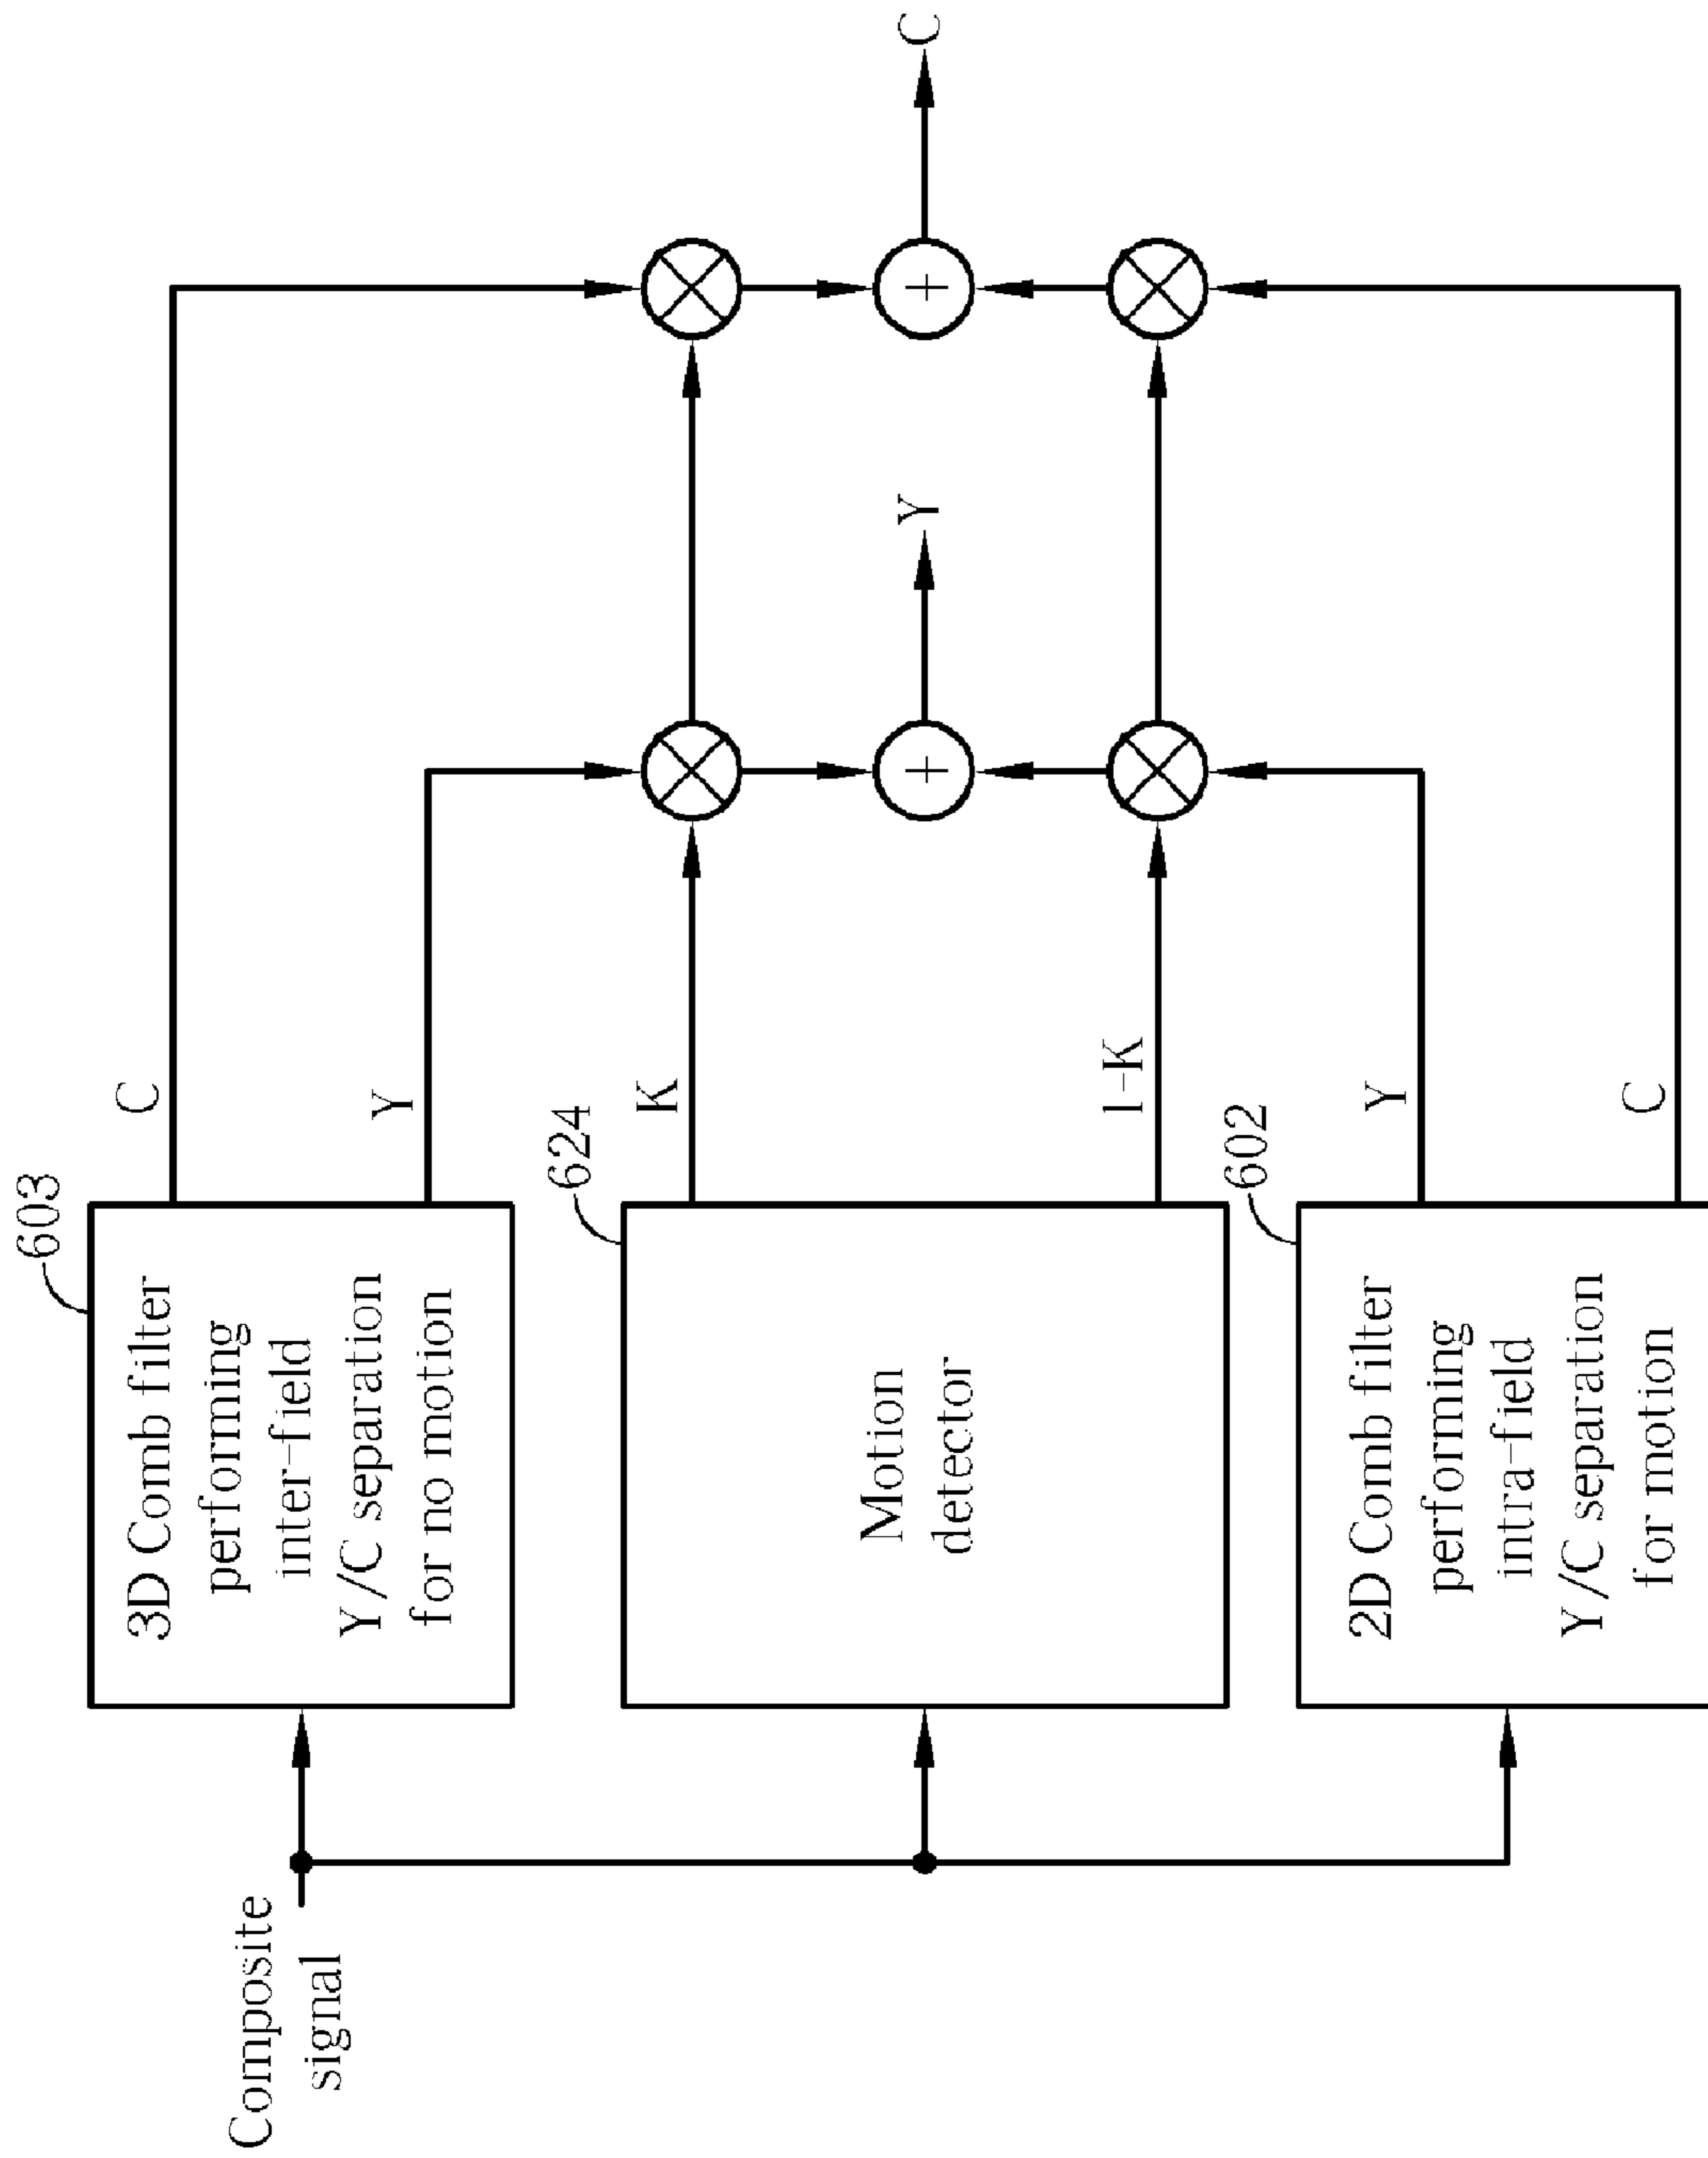 Composite
signal
603
3D Comb filter
performing
inter-field
Y/C separation
for no motion
C
Y
624
Motion
detector
K
1-K
602
2D Comb filter
performing
intra-field
Y/C separation
for motion
Y
C
+
Y
+
C